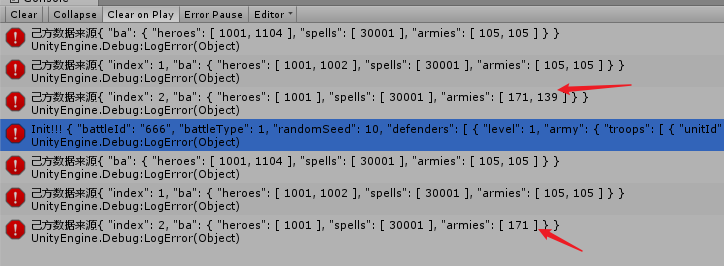 Console
Clear Collapse Clear on Play Error Pause Editor
己方数据来源{ "ba": { "heroes": [ 1001, 1104 ], "spells": [ 30001 ], "armies": [ 105, 105 ] } }
UnityEngine.Debug:LogError(Object)
己方数据来源{ "index": 1, "ba": { "heroes": [ 1001, 1002 ], "spells": [ 30001 ], "armies": [ 105, 105 ] } }
UnityEngine.Debug:LogError(Object)
己方数据来源{ "index": 2, "ba": { "heroes": [ 1001 ], "spells": [ 30001 ], "armies": [ 171, 139 ] } }
UnityEngine.Debug:LogError(Object)
Init!!! { "battleId": "666", "battleType": 1, "randomSeed": 10, "defenders": [ { "level": 1, "army": { "troops": [ { "unitId"
UnityEngine.Debug:LogError(Object)
己方数据来源{ "ba": { "heroes": [ 1001, 1104 ], "spells": [ 30001 ], "armies": [ 105, 105 ] } }
UnityEngine.Debug:LogError(Object)
己方数据来源{ "index": 1, "ba": { "heroes": [ 1001, 1002 ], "spells": [ 30001 ], "armies": [ 105, 105 ] } }
UnityEngine.Debug:LogError(Object)
己方数据来源{ "index": 2, "ba": { "heroes": [ 1001 ], "spells": [ 30001 ], "armies": [ 171 ] } }
UnityEngine.Debug:LogError(Object)